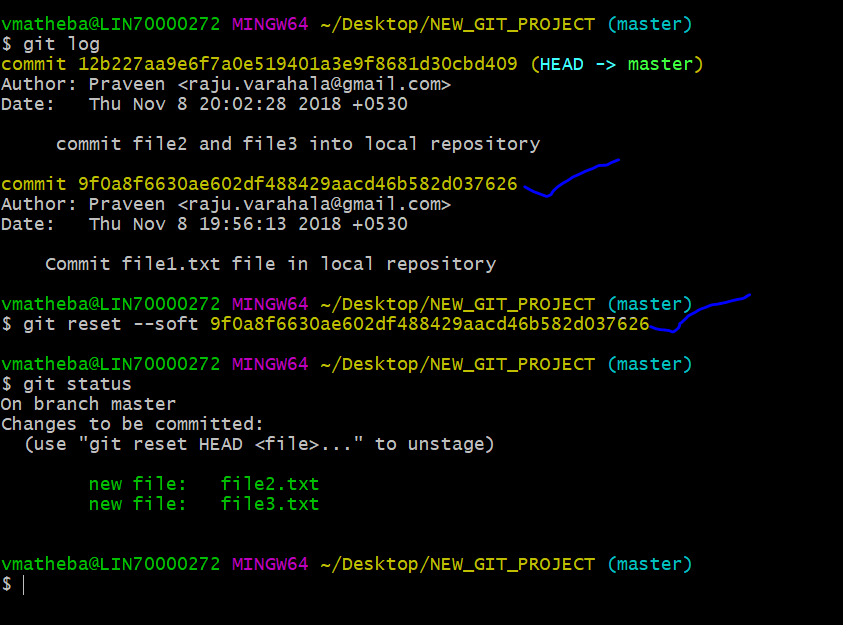 vmatheba@LIN70000272 MINGW64 ~/Desktop/NEW_GIT_PROJECT (master)
$ git log
commit 12b227aa9e6f7a0e519401a3e9f8681d30cbd409 (HEAD -> master)
Author: Praveen <raju.varahala@gmail.com>
Date:   Thu Nov 8 20:02:28 2018 +0530
     commit file2 and file3 into local repository
commit 9f0a8f6630ae602df488429aacd46b582d037626
Author: Praveen <raju.varahala@gmail.com>
Date:   Thu Nov 8 19:56:13 2018 +0530
    Commit file1.txt file in local repository
vmatheba@LIN70000272 MINGW64 ~/Desktop/NEW_GIT_PROJECT (master)
$ git reset --soft 9f0a8f6630ae602df488429aacd46b582d037626
vmatheba@LIN70000272 MINGW64 ~/Desktop/NEW_GIT_PROJECT (master)
$ git status
On branch master
Changes to be committed:
  (use "git reset HEAD <file>..." to unstage)
        new file:   file2.txt
        new file:   file3.txt
vmatheba@LIN70000272 MINGW64 ~/Desktop/NEW_GIT_PROJECT (master)
$